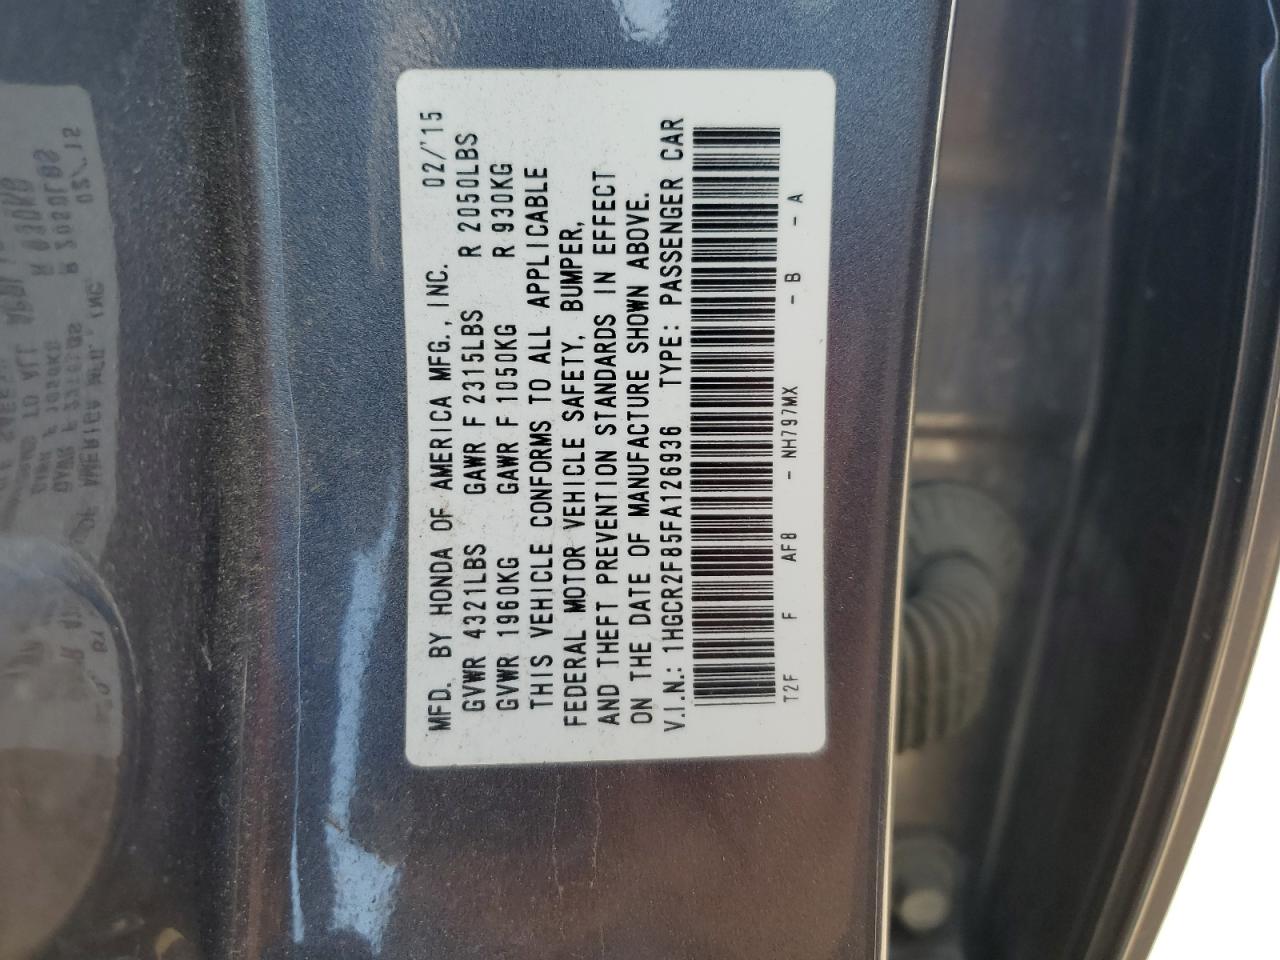 MFD. BY HONDA OF AMERICA MFG., INC. 02/'15
GVWR 4321LBS GAWR F 2315LBS R 2050LBS
GVWR 1960KG GAWR F 1050KG R 930KG
THIS VEHICLE CONFORMS TO ALL APPLICABLE
FEDERAL MOTOR VEHICLE SAFETY, BUMPER,
AND THEFT PREVENTION STANDARDS IN EFFECT
ON THE DATE OF MANUFACTURE SHOWN ABOVE.
V.I.N.: 1HGCR2F85FA126936 TYPE: PASSENGER CAR
T2F F AF8 - NH797MX - B - A